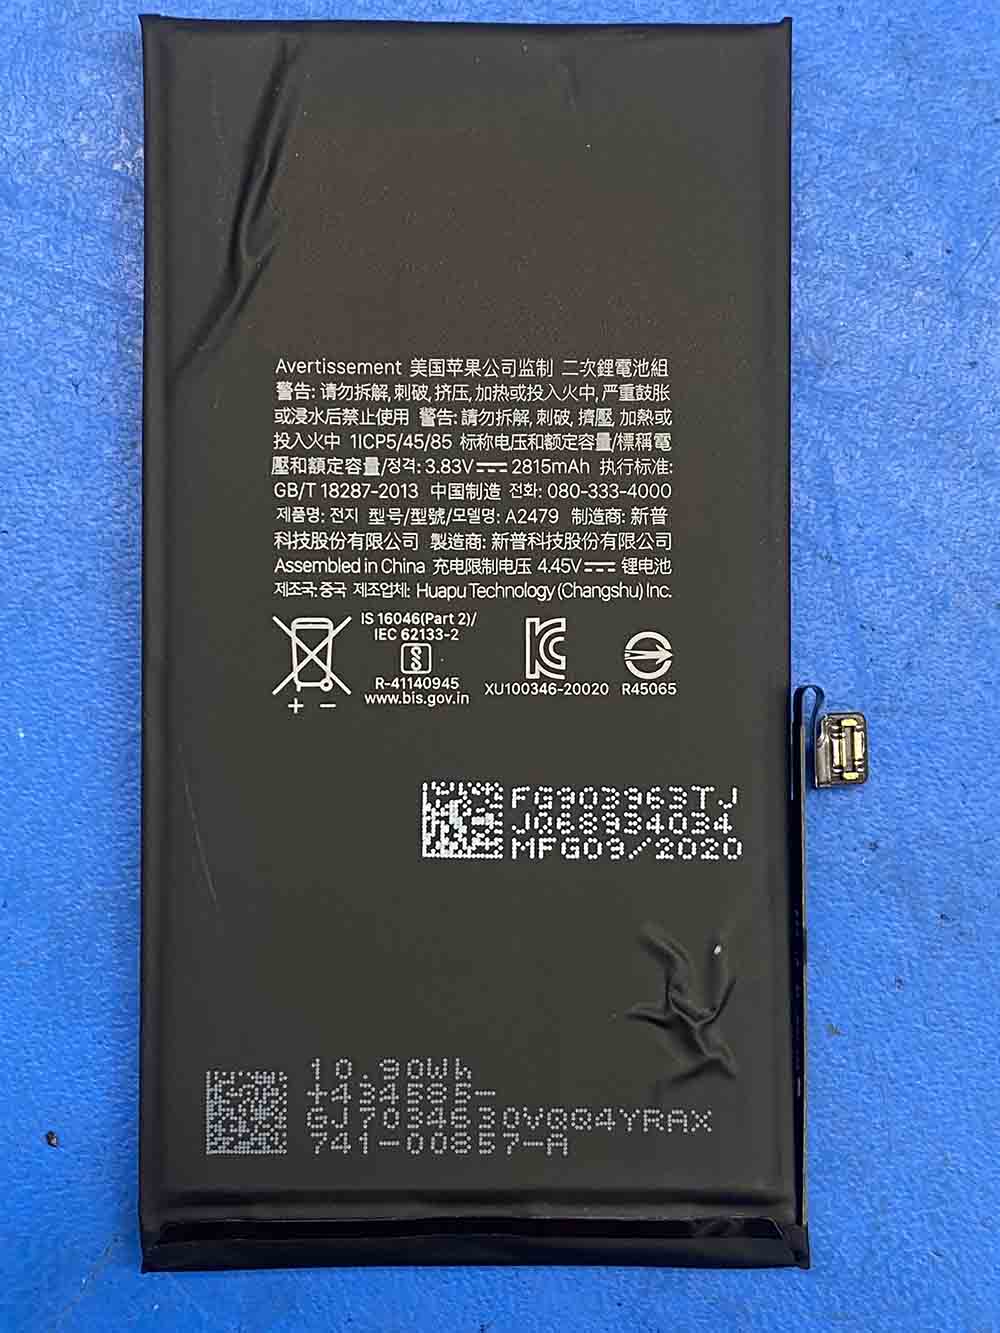 Avertissement 美国苹果公司监制 二次鋰電池組
警告: 请勿拆解, 刺破, 挤压, 加热或投入火中, 严重鼓胀
或浸水后禁止使用 警告: 請勿拆解, 刺破, 擠壓, 加熱或
投入火中 1ICP5/45/85 标称电压和额定容量/標稱電
壓和額定容量/정격: 3.83V⎓ 2815mAh 执行标准:
GB/T 18287-2013 中国制造 전화: 080-333-4000
제품명: 전지 型号/型號/모델명: A2479 制造商: 新普
科技股份有限公司 製造商: 新普科技股份有限公司
Assembled in China 充电限制电压 4.45V⎓ 锂电池
제조국: 중국 제조업체: Huapu Technology (Changshu) Inc.
IS 16046(Part 2)/
IEC 62133-2
S
R-41140945
www.bis.gov.in
+ −
KC
XU100346-20020
R45065
FG903963TJ
J068934034
MFG09/2020
10.90Wh
+434585-
GJ7034630VQQ4YRAX
741-00857-A